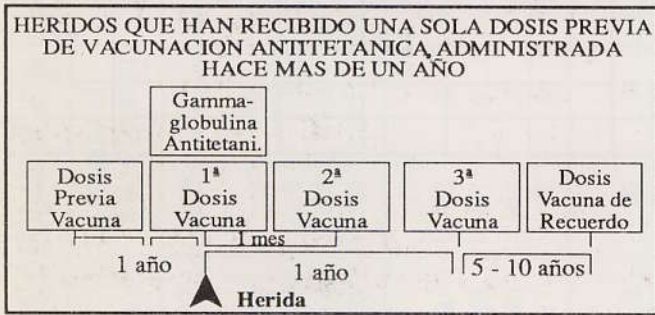 HERIDOS QUE HAN RECIBIDO UNA SOLA DOSIS PREVIA
DE VACUNACION ANTITETANICA, ADMINISTRADA
HACE MAS DE UN AÑO
Gamma-
globulina
Antitetani.
Dosis
Previa
Vacuna
1ª
Dosis
Vacuna
2ª
Dosis
Vacuna
3ª
Dosis
Vacuna
Dosis
Vacuna de
Recuerdo
1 mes
1 año
1 año
5 - 10 años
Herida